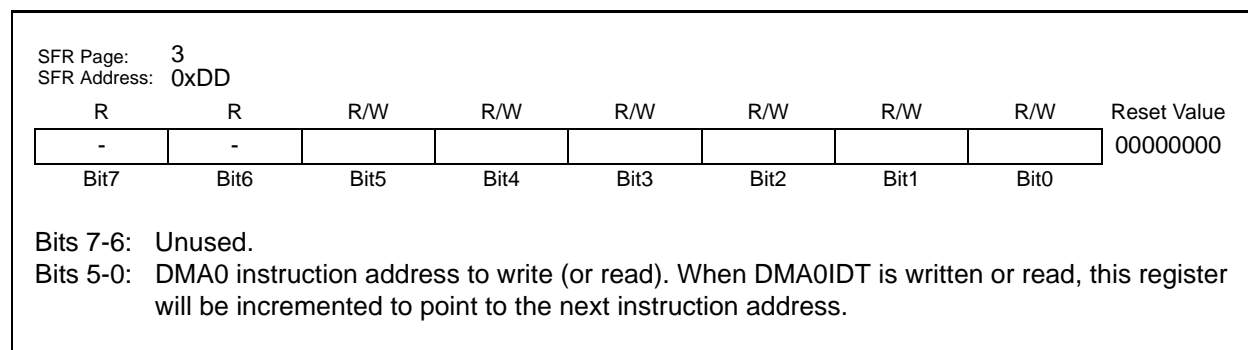 SFR Page: 3
SFR Address: 0xDD
R R R/W R/W R/W R/W R/W R/W Reset Value
- - 00000000
Bit7 Bit6 Bit5 Bit4 Bit3 Bit2 Bit1 Bit0
Bits 7-6: Unused.
Bits 5-0: DMA0 instruction address to write (or read). When DMA0IDT is written or read, this register
will be incremented to point to the next instruction address.